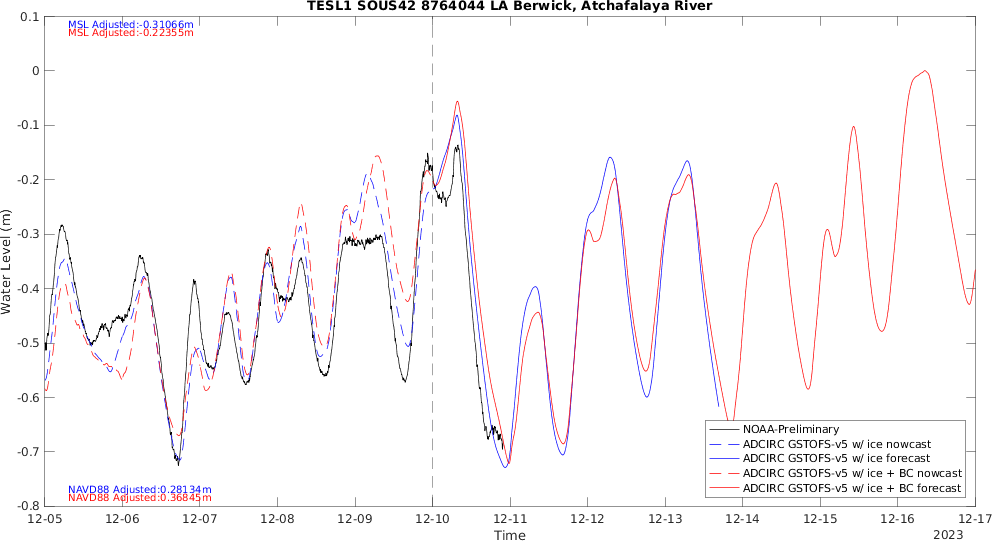 TESL1 SOUS42 8764044 LA Berwick, Atchafalaya River
MSL Adjusted:-0.31066m
MSL Adjusted:-0.22355m
0.1
0
-0.1
-0.2
-0.3
-0.4
-0.5
-0.6
-0.7
-0.8
Water Level (m)
NAVD88 Adjusted:0.28134m
NAVD88 Adjusted:0.36845m
NOAA-Preliminary
ADCIRC GSTOFS-v5 w/ ice nowcast
ADCIRC GSTOFS-v5 w/ ice forecast
ADCIRC GSTOFS-v5 w/ ice + BC nowcast
ADCIRC GSTOFS-v5 w/ ice + BC forecast
12-05 12-06 12-07 12-08 12-09 12-10 12-11 12-12 12-13 12-14 12-15 12-16 12-17
Time
2023